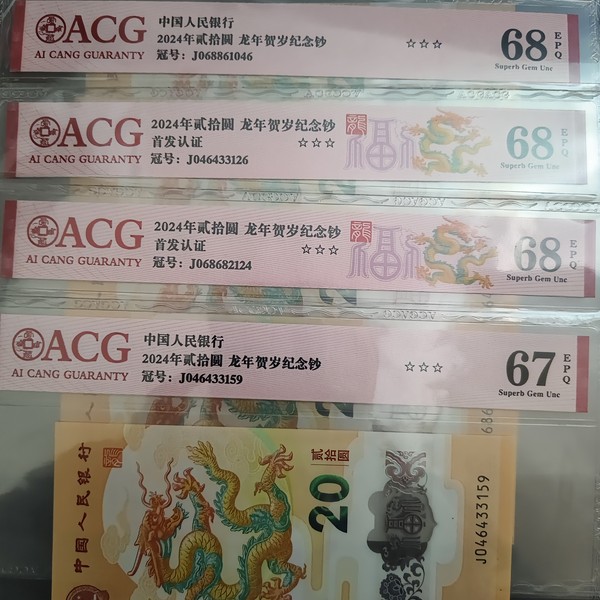 ACG
AI CANG GUARANTY
中国人民银行
2024年贰拾圆 龙年贺岁纪念钞
冠号：J068861046
☆☆☆
68
EPQ
Superb Gem Unc
ACG
AI CANG GUARANTY
2024年贰拾圆 龙年贺岁纪念钞
首发认证
☆☆☆
冠号：J046433126
龍
福
68
EPQ
Superb Gem Unc
ACG
AI CANG GUARANTY
2024年贰拾圆 龙年贺岁纪念钞
首发认证
☆☆☆
冠号：J068682124
龍
福
68
EPQ
Superb Gem Unc
ACG
AI CANG GUARANTY
中国人民银行
2024年贰拾圆 龙年贺岁纪念钞
冠号：J046433159
☆☆☆
67
EPQ
Superb Gem Unc
中国人民银行
贰拾圆
20
J046433159